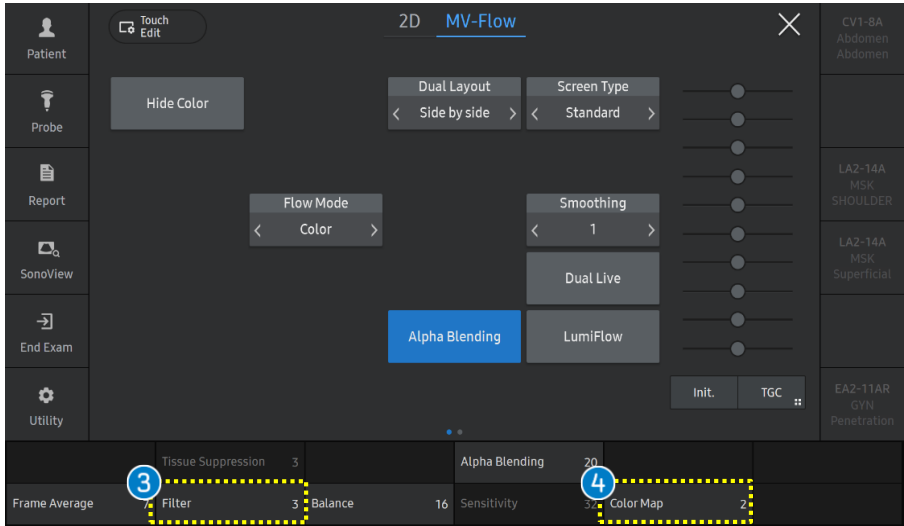 Patient
Touch
Edit
2D MV-Flow
CV1-8A
Abdomen
Abdomen
Hide Color
Dual Layout
Side by side
Screen Type
Standard
Probe
Report
Flow Mode
Color
Smoothing
1
LA2-14A
MSK
SHOULDER
SonoView
Dual Live
LA2-14A
MSK
Superficial
End Exam
Alpha Blending
LumiFlow
Utility
Init.
TGC
EA2-11AR
GYN
Penetration
Tissue Suppression 3
Alpha Blending 20
3
4
Frame Average 7 Filter 3 Balance 16 Sensitivity 32 Color Map 2